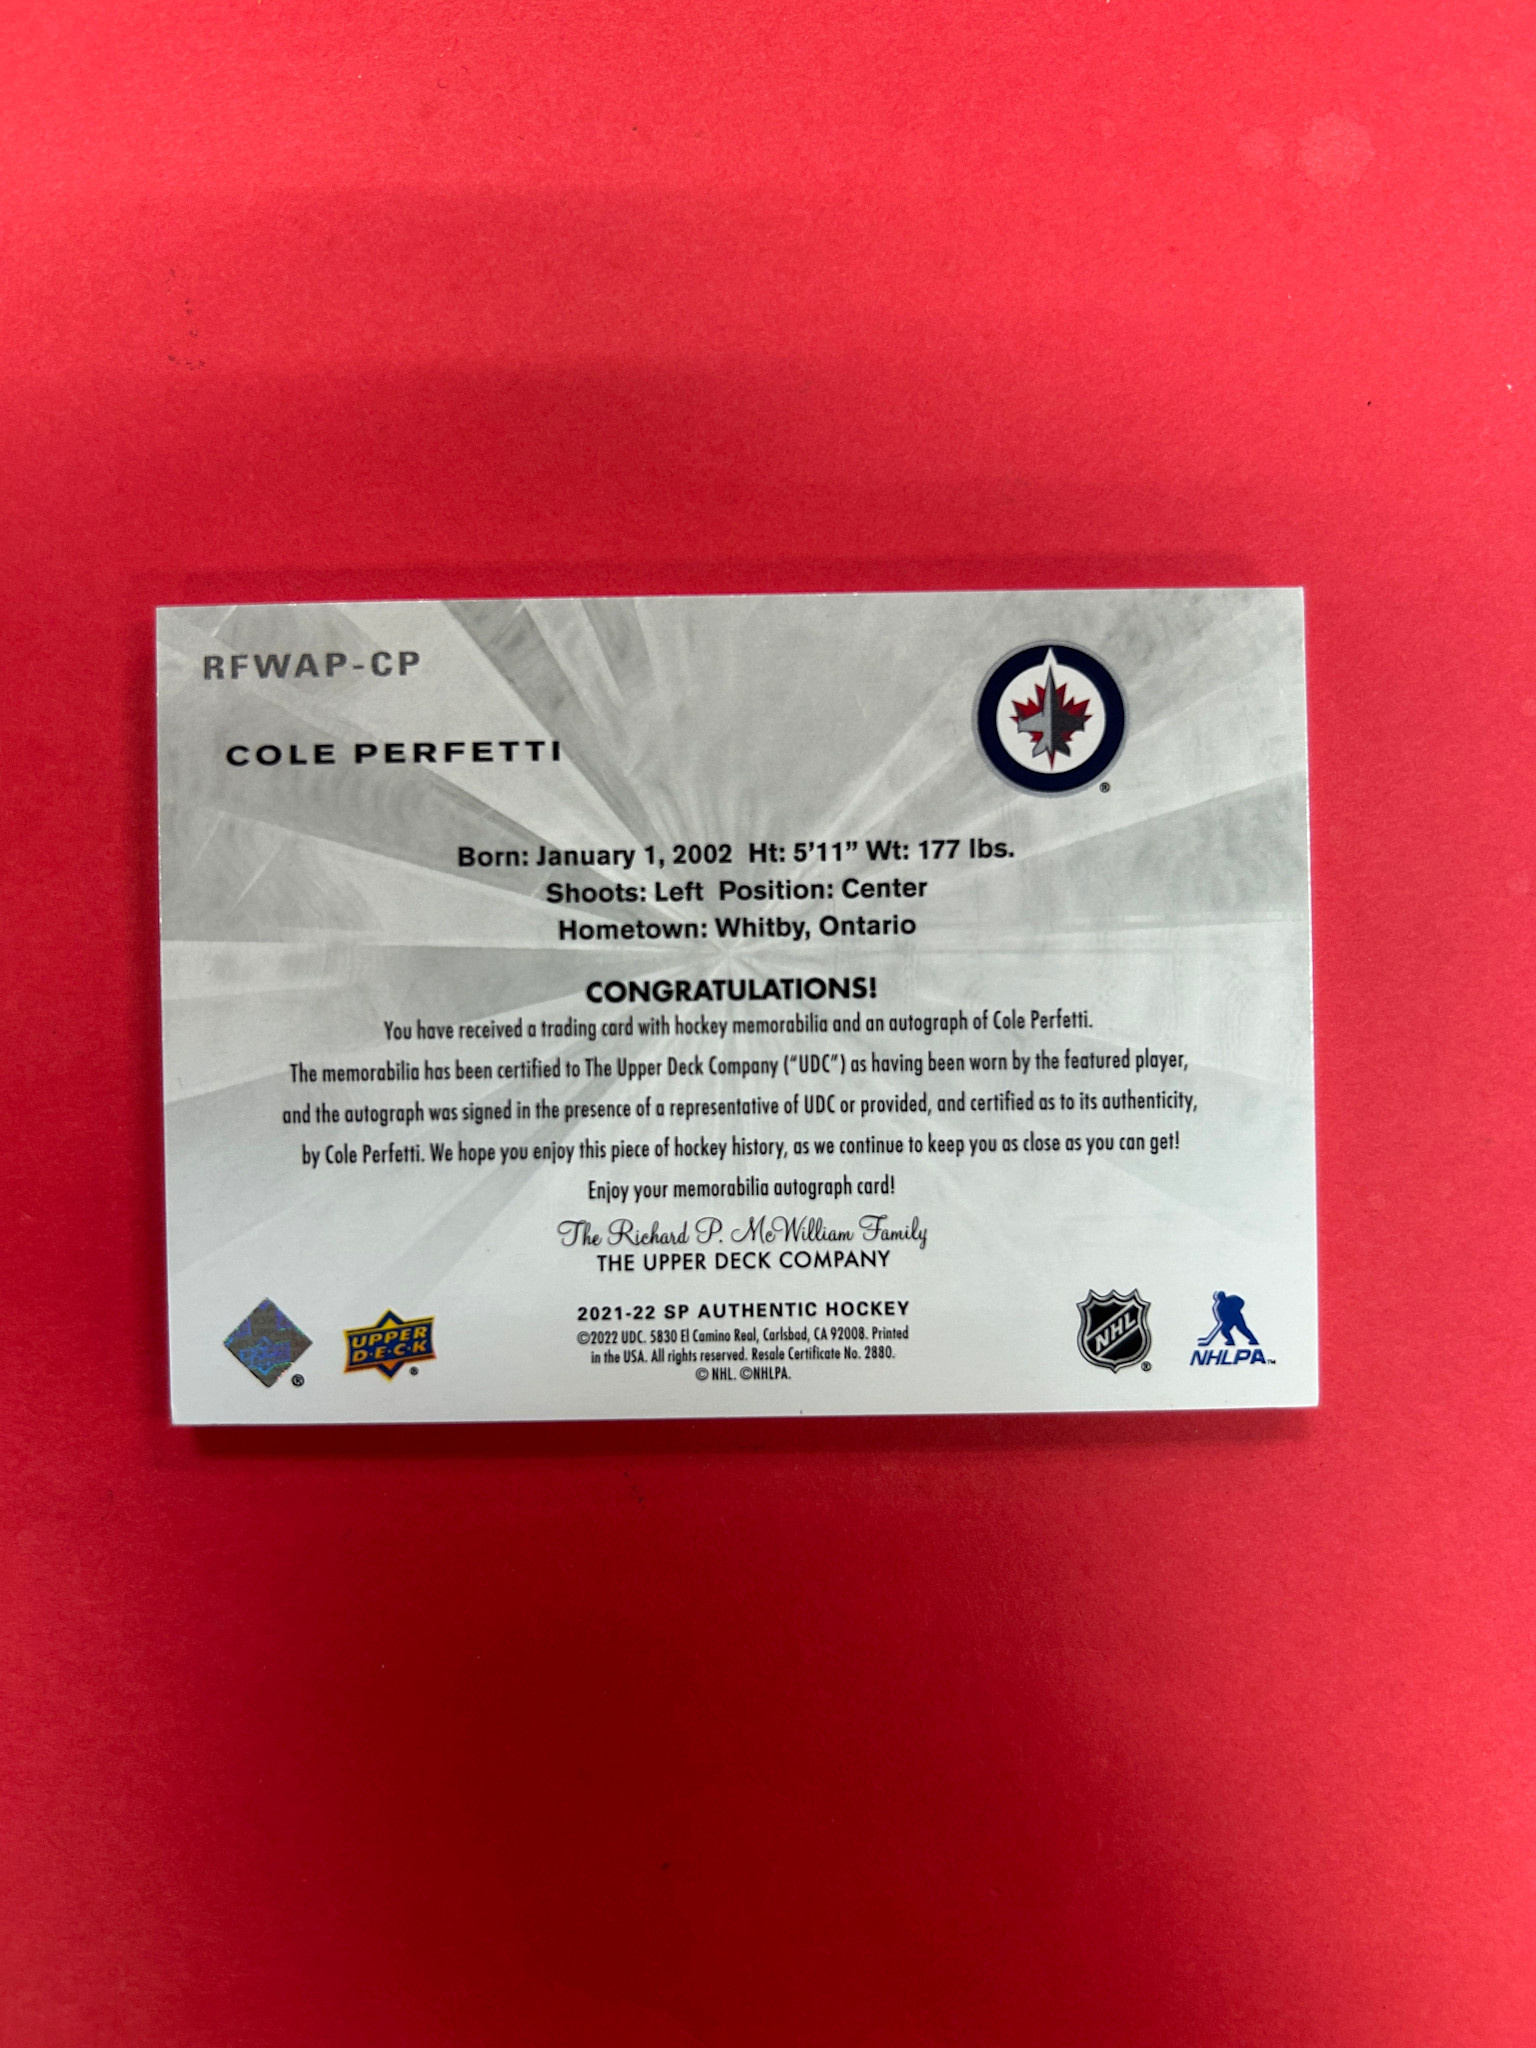 RFWAP-CP
COLE PERFETTI
®
Born: January 1, 2002 Ht: 5’11” Wt: 177 lbs.
Shoots: Left Position: Center
Hometown: Whitby, Ontario
CONGRATULATIONS!
You have received a trading card with hockey memorabilia and an autograph of Cole Perfetti.
The memorabilia has been certified to The Upper Deck Company (“UDC”) as having been worn by the featured player,
and the autograph was signed in the presence of a representative of UDC or provided, and certified as to its authenticity,
by Cole Perfetti. We hope you enjoy this piece of hockey history, as we continue to keep you as close as you can get!
Enjoy your memorabilia autograph card!
The Richard P. McWilliam Family
THE UPPER DECK COMPANY
2021-22 SP AUTHENTIC HOCKEY
©2022 UDC. 5830 El Camino Real, Carlsbad, CA 92008. Printed
in the USA. All rights reserved. Resale Certificate No. 2880.
© NHL. ©NHLPA.
®
UPPER
D·E·C·K
®
NHL
®
NHLPA™